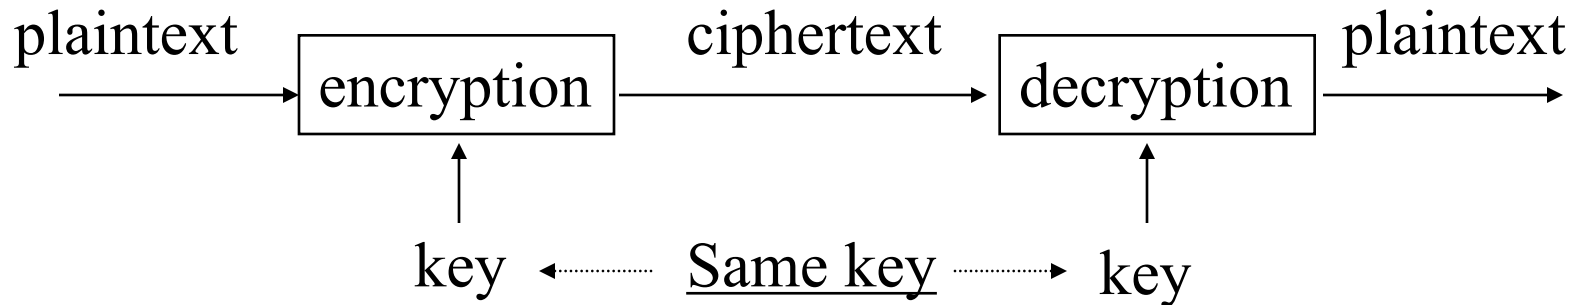 plaintext ciphertext plaintext
encryption decryption
key Same key key